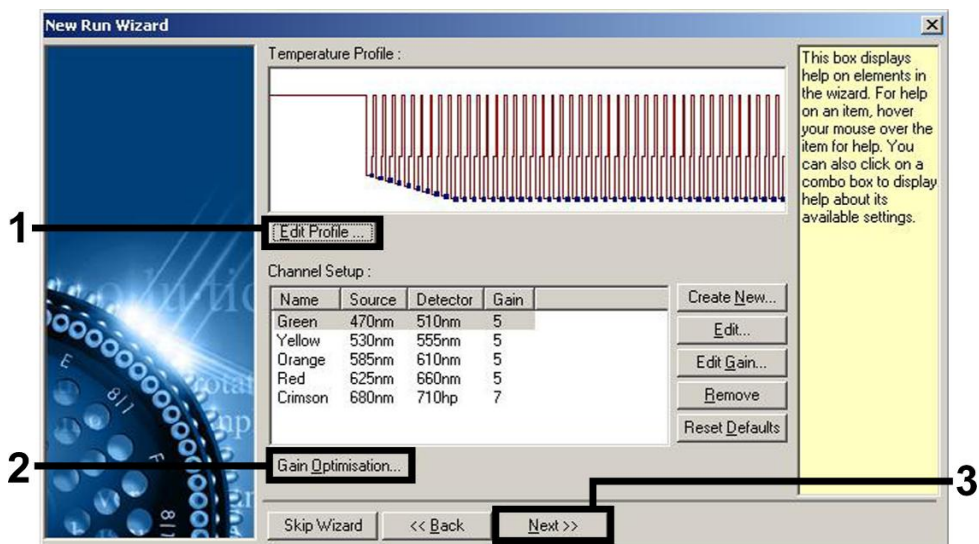 New Run Wizard
Temperature Profile :
This box displays
help on elements in
the wizard. For help
on an item, hover
your mouse over the
item for help. You
can also click on a
combo box to display
help about its
available settings.
1
Edit Profile ...
Channel Setup :
Name Source Detector Gain
Green 470nm 510nm 5
Yellow 530nm 555nm 5
Orange 585nm 610nm 5
Red 625nm 660nm 5
Crimson 680nm 710hp 7
Create New...
Edit...
Edit Gain...
Remove
Reset Defaults
2
Gain Optimisation...
3
Skip Wizard
<< Back
Next >>